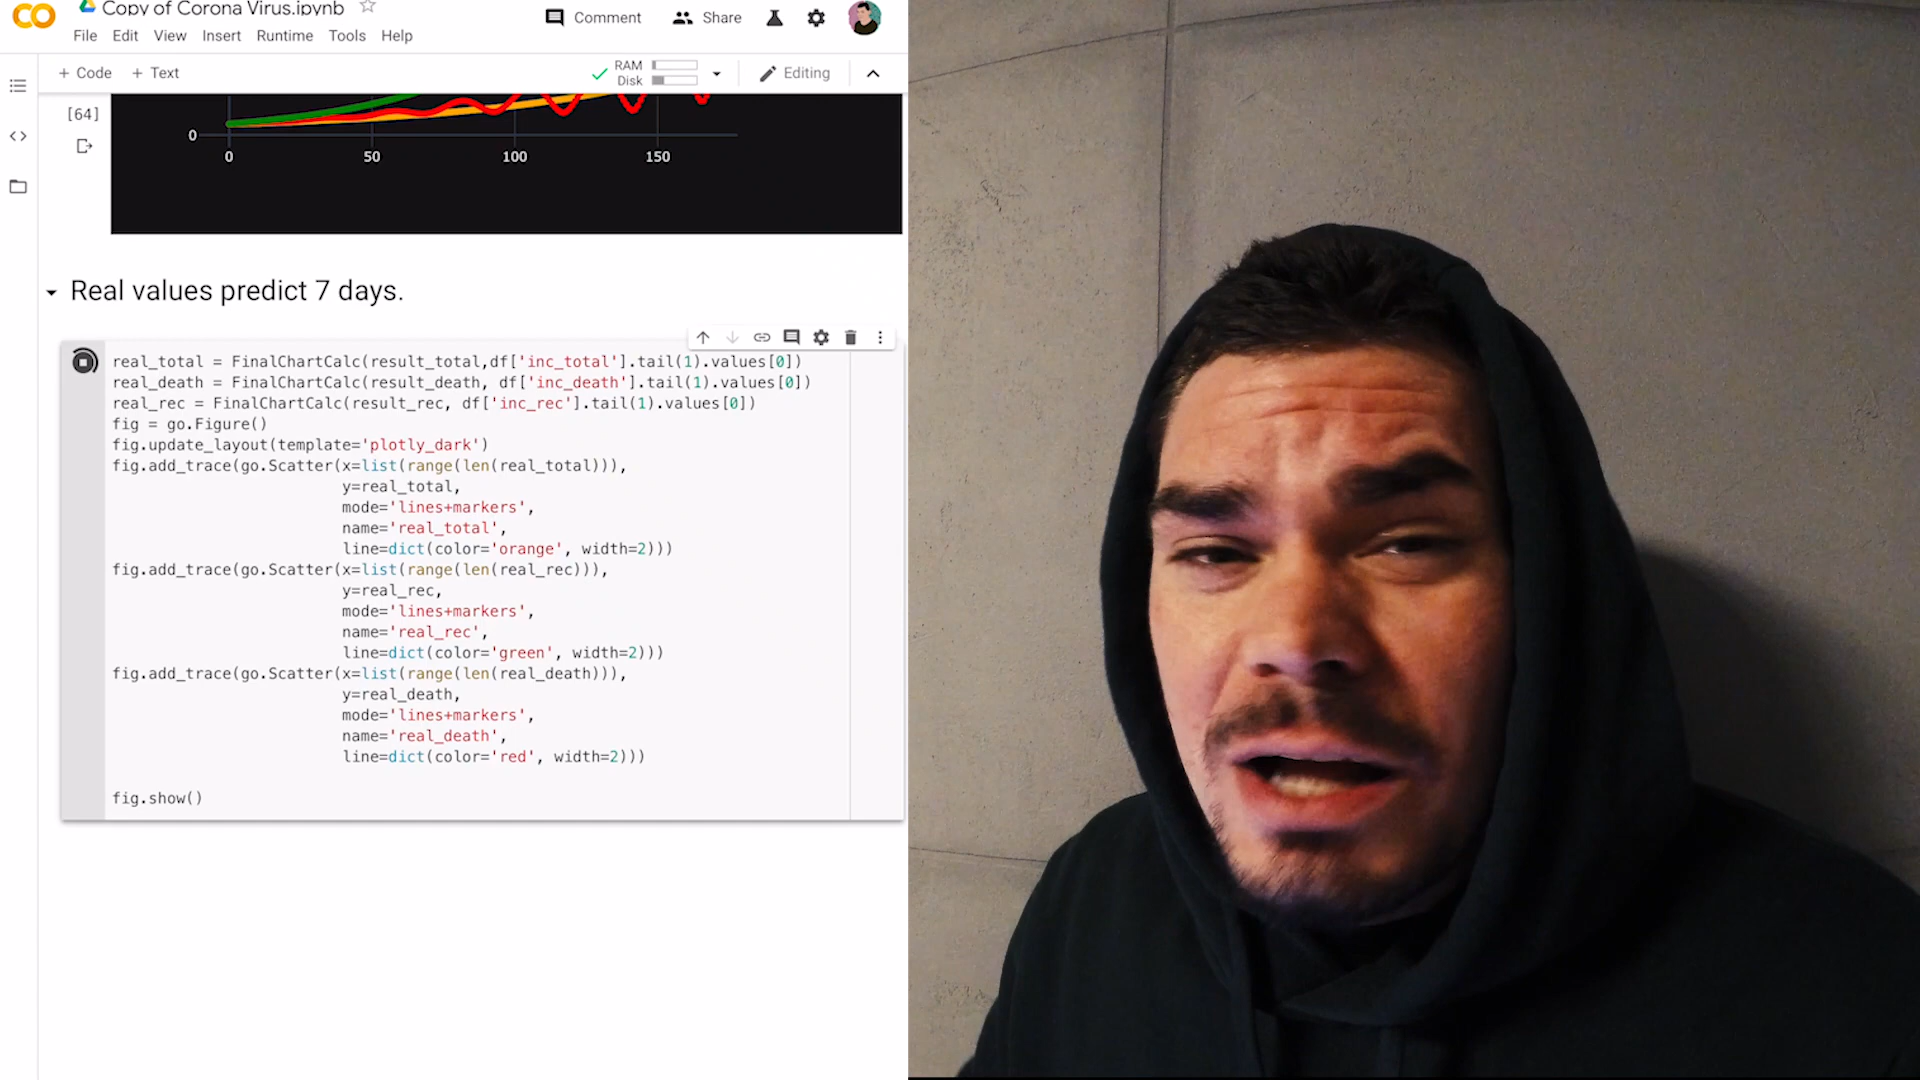 CO
Copy of Corona Virus.ipynb
Comment
Share
File Edit View Insert Runtime Tools Help
+ Code + Text
RAM
Disk
Editing
[64]
0
0 50 100 150
Real values predict 7 days.
real_total = FinalChartCalc(result_total,df['inc_total'].tail(1).values[0])
real_death = FinalChartCalc(result_death, df['inc_death'].tail(1).values[0])
real_rec = FinalChartCalc(result_rec, df['inc_rec'].tail(1).values[0])
fig = go.Figure()
fig.update_layout(template='plotly_dark')
fig.add_trace(go.Scatter(x=list(range(len(real_total))),
y=real_total,
mode='lines+markers',
name='real_total',
line=dict(color='orange', width=2)))
fig.add_trace(go.Scatter(x=list(range(len(real_rec))),
y=real_rec,
mode='lines+markers',
name='real_rec',
line=dict(color='green', width=2)))
fig.add_trace(go.Scatter(x=list(range(len(real_death))),
y=real_death,
mode='lines+markers',
name='real_death',
line=dict(color='red', width=2)))
fig.show()